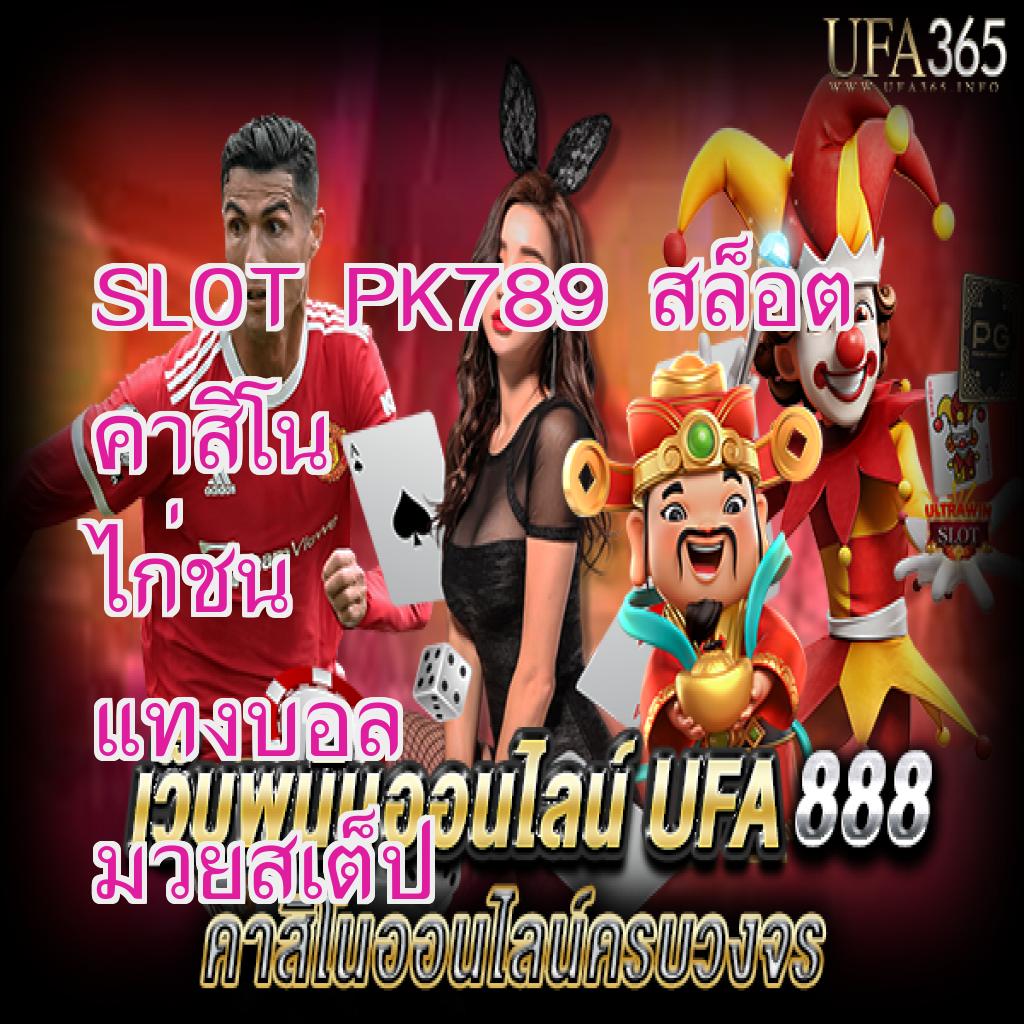 UFA365
WWW.UFA365.INFO
SLOT PK789 สล็อต
คาสิโน
ไก่ชน
แทงบอล
มวยสเต็ป
PG
ULTRAWIN
SLOT
A
เว็บพนันออนไลน์ UFA 888
คาสิโนออนไลน์ครบวงจร